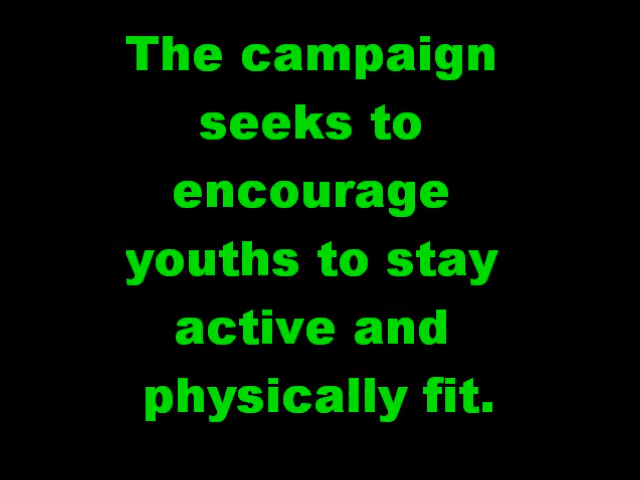 The campaign
seeks to
encourage
youths to stay
active and
physically fit.